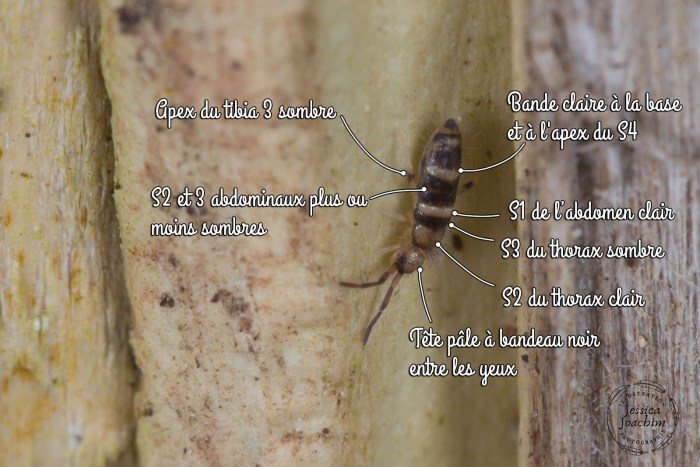 Apex du tibia 3 sombre
Bande claire à la base
et à l'apex du S4
S2 et 3 abdominaux plus ou
moins sombres
S1 de l'abdomen clair
S3 du thorax sombre
S2 du thorax clair
Tête pâle à bandeau noir
entre les yeux
ILLUSTRATION
Jessica
Joachim
PHOTOGRAPHIE